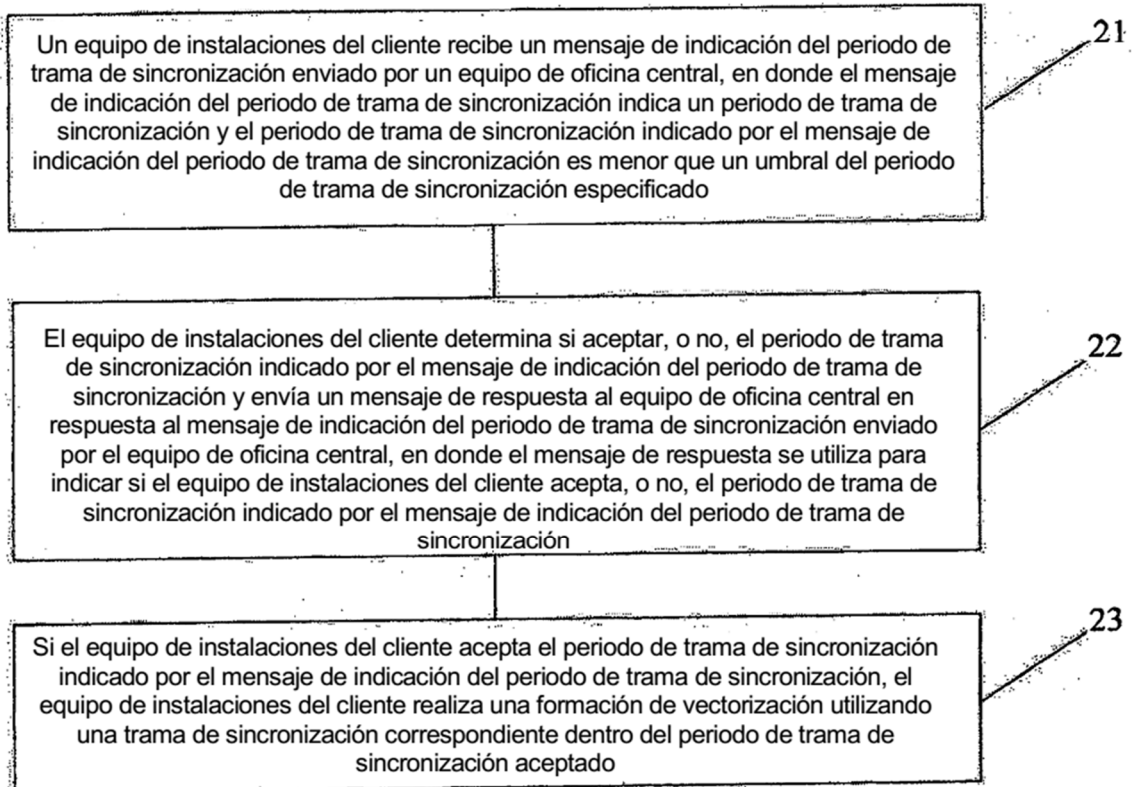 Un equipo de instalaciones del cliente recibe un mensaje de indicación del periodo de
trama de sincronización enviado por un equipo de oficina central, en donde el mensaje
de indicación del periodo de trama de sincronización indica un periodo de trama de
sincronización y el periodo de trama de sincronización indicado por el mensaje de
indicación del periodo de trama de sincronización es menor que un umbral del periodo
de trama de sincronización especificado
21
El equipo de instalaciones del cliente determina si aceptar, o no, el periodo de trama
de sincronización indicado por el mensaje de indicación del periodo de trama de
sincronización y envía un mensaje de respuesta al equipo de oficina central en
respuesta al mensaje de indicación del periodo de trama de sincronización enviado
por el equipo de oficina central, en donde el mensaje de respuesta se utiliza para
indicar si el equipo de instalaciones del cliente acepta, o no, el periodo de trama de
sincronización indicado por el mensaje de indicación del periodo de trama de
sincronización
22
Si el equipo de instalaciones del cliente acepta el periodo de trama de sincronización
indicado por el mensaje de indicación del periodo de trama de sincronización, el
equipo de instalaciones del cliente realiza una formación de vectorización utilizando
una trama de sincronización correspondiente dentro del periodo de trama de
sincronización aceptado
23